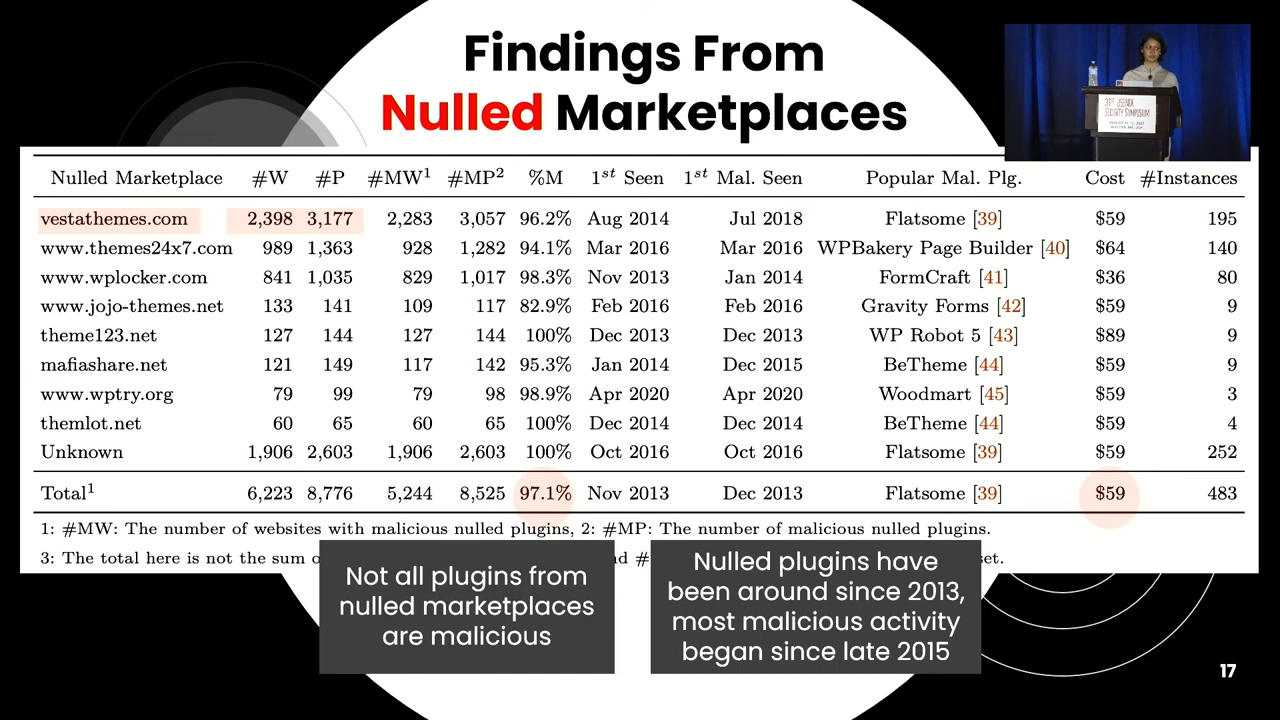 Findings From
Nulled Marketplaces
31ST USENIX
SECURITY SYMPOSIUM
Nulled Marketplace #W #P #MW1 #MP2 %M 1st Seen 1st Mal. Seen Popular Mal. Plg. Cost #Instances
vestathemes.com 2,398 3,177 2,283 3,057 96.2% Aug 2014 Jul 2018 Flatsome [39] $59 195
www.themes24x7.com 989 1,363 928 1,282 94.1% Mar 2016 Mar 2016 WPBakery Page Builder [40] $64 140
www.wplocker.com 841 1,035 829 1,017 98.3% Nov 2013 Jan 2014 FormCraft [41] $36 80
www.jojo-themes.net 133 141 109 117 82.9% Feb 2016 Feb 2016 Gravity Forms [42] $59 9
theme123.net 127 144 127 144 100% Dec 2013 Dec 2013 WP Robot 5 [43] $89 9
mafiashare.net 121 149 117 142 95.3% Jan 2014 Dec 2015 BeTheme [44] $59 9
www.wptry.org 79 99 79 98 98.9% Apr 2020 Apr 2020 Woodmart [45] $59 3
themlot.net 60 65 60 65 100% Dec 2014 Dec 2014 BeTheme [44] $59 4
Unknown 1,906 2,603 1,906 2,603 100% Oct 2016 Oct 2016 Flatsome [39] $59 252
Total1 6,223 8,776 5,244 8,525 97.1% Nov 2013 Dec 2013 Flatsome [39] $59 483
1: #MW: The number of websites with malicious nulled plugins, 2: #MP: The number of malicious nulled plugins.
3: The total here is not the sum
Not all plugins from
nulled marketplaces
are malicious
Nulled plugins have
been around since 2013,
most malicious activity
began since late 2015
17